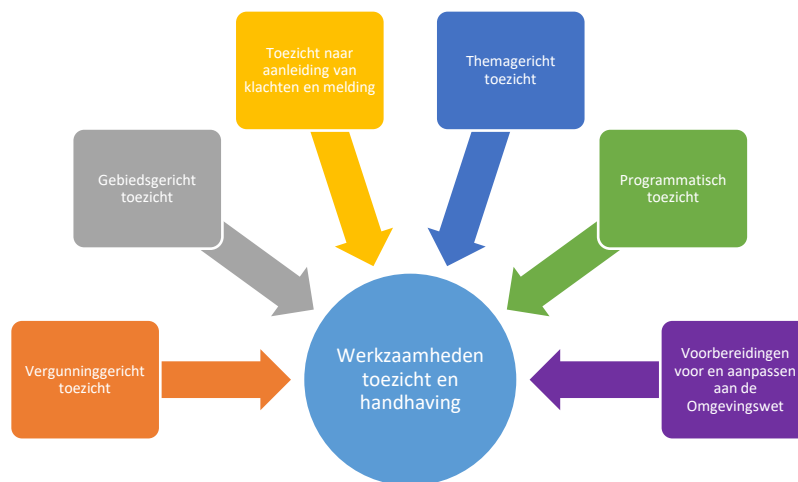 Toezicht naar
aanleiding van
klachten en melding
Themagericht
toezicht
Gebiedsgericht
toezicht
Programmatisch
toezicht
Vergunninggericht
toezicht
Werkzaamheden
toezicht en
handhaving
Voorbereidingen
voor en aanpassen
aan de
Omgevingswet